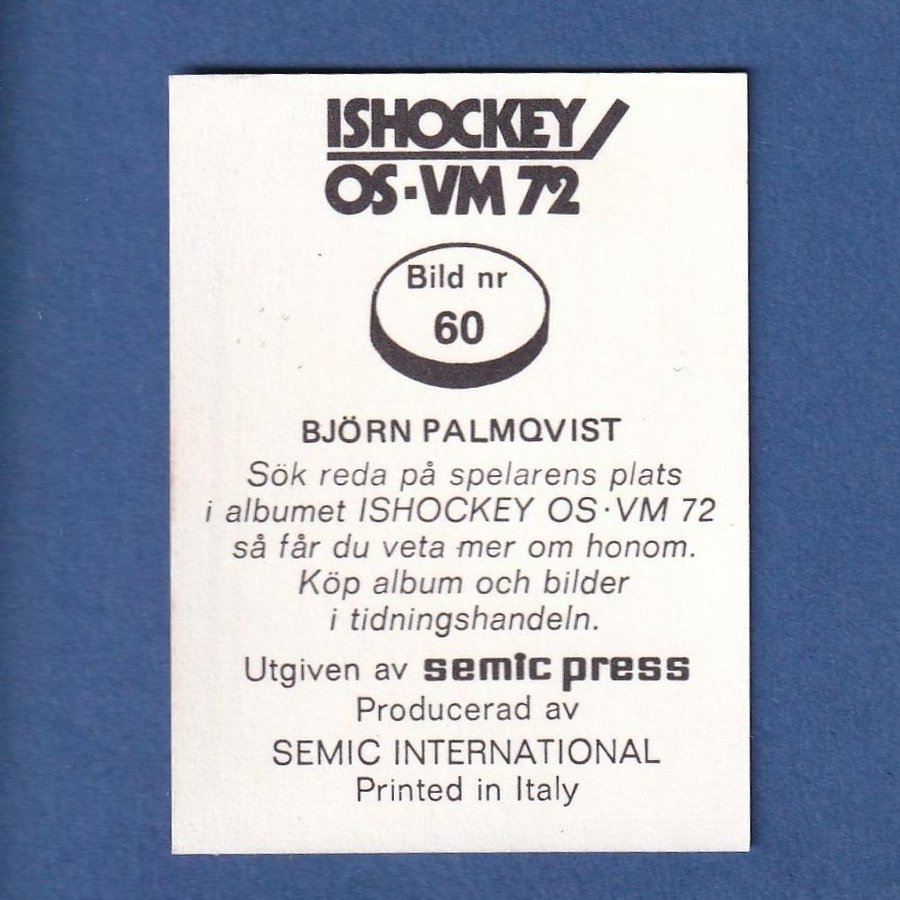 ISHOCKEY
OS·VM 72
Bild nr
60
BJÖRN PALMQVIST
Sök reda på spelarens plats
i albumet ISHOCKEY OS·VM 72
så får du veta mer om honom.
Köp album och bilder
i tidningshandeln.
Utgiven av semic press
Producerad av
SEMIC INTERNATIONAL
Printed in Italy